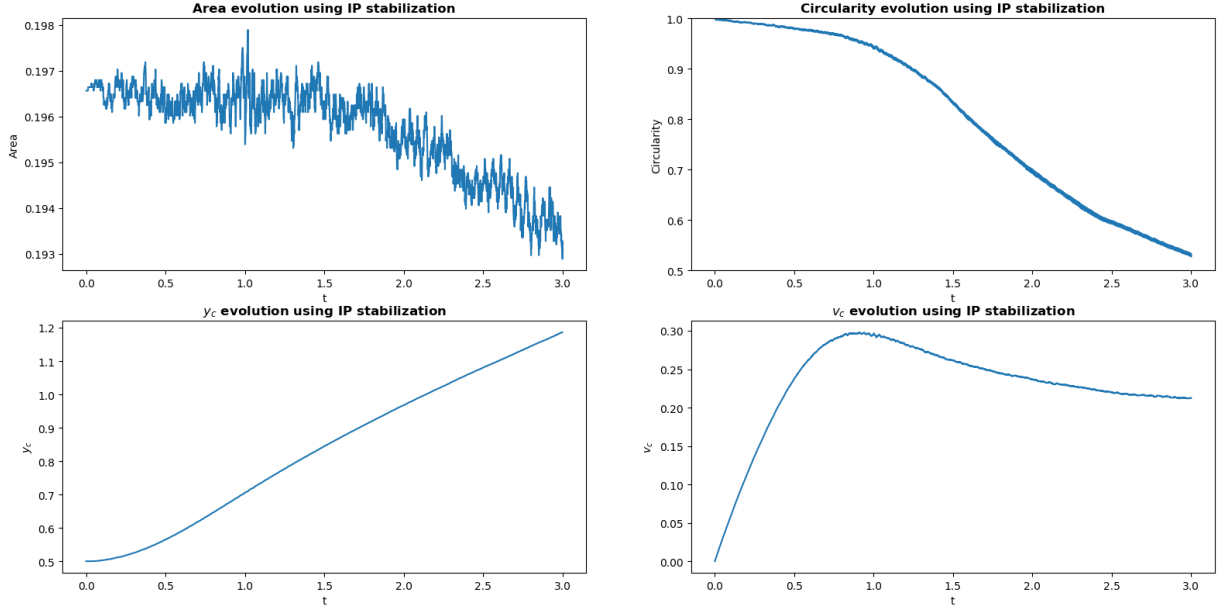 Area evolution using IP stabilization
0.198
0.197
0.196
0.195
0.194
0.193
Area
0.0 0.5 1.0 1.5 2.0 2.5 3.0
t
Circularity evolution using IP stabilization
1.0
0.9
0.8
0.7
0.6
0.5
Circularity
0.0 0.5 1.0 1.5 2.0 2.5 3.0
t
y_c evolution using IP stabilization
1.2
1.1
1.0
0.9
0.8
0.7
0.6
0.5
y_c
0.0 0.5 1.0 1.5 2.0 2.5 3.0
t
v_c evolution using IP stabilization
0.30
0.25
0.20
0.15
0.10
0.05
0.00
v_c
0.0 0.5 1.0 1.5 2.0 2.5 3.0
t